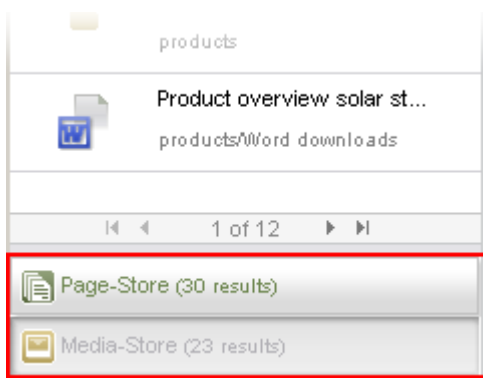 products
Product overview solar st...
W
products/Word downloads
1 of 12
Page-Store (30 results)
Media-Store (23 results)